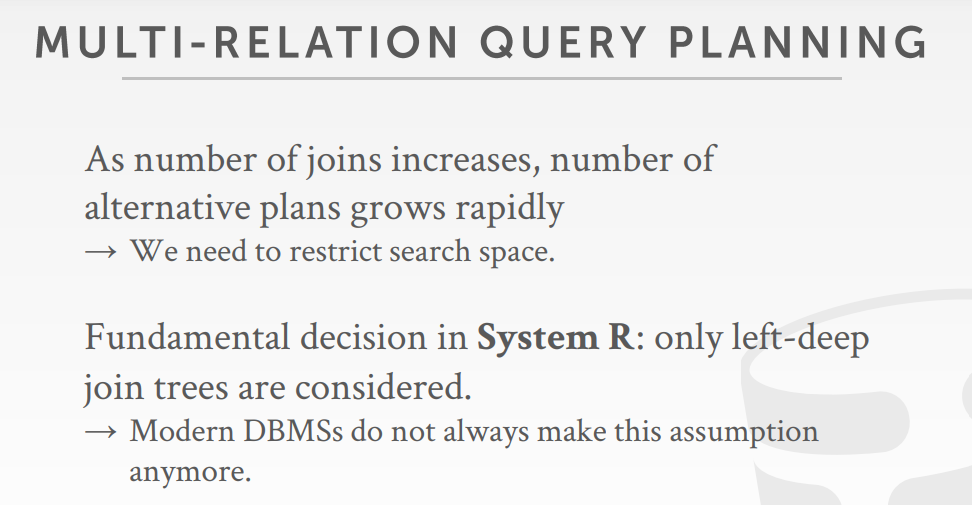 MULTI-RELATION QUERY PLANNING
As number of joins increases, number of
alternative plans grows rapidly
→ We need to restrict search space.
Fundamental decision in System R: only left-deep
join trees are considered.
→ Modern DBMSs do not always make this assumption
anymore.